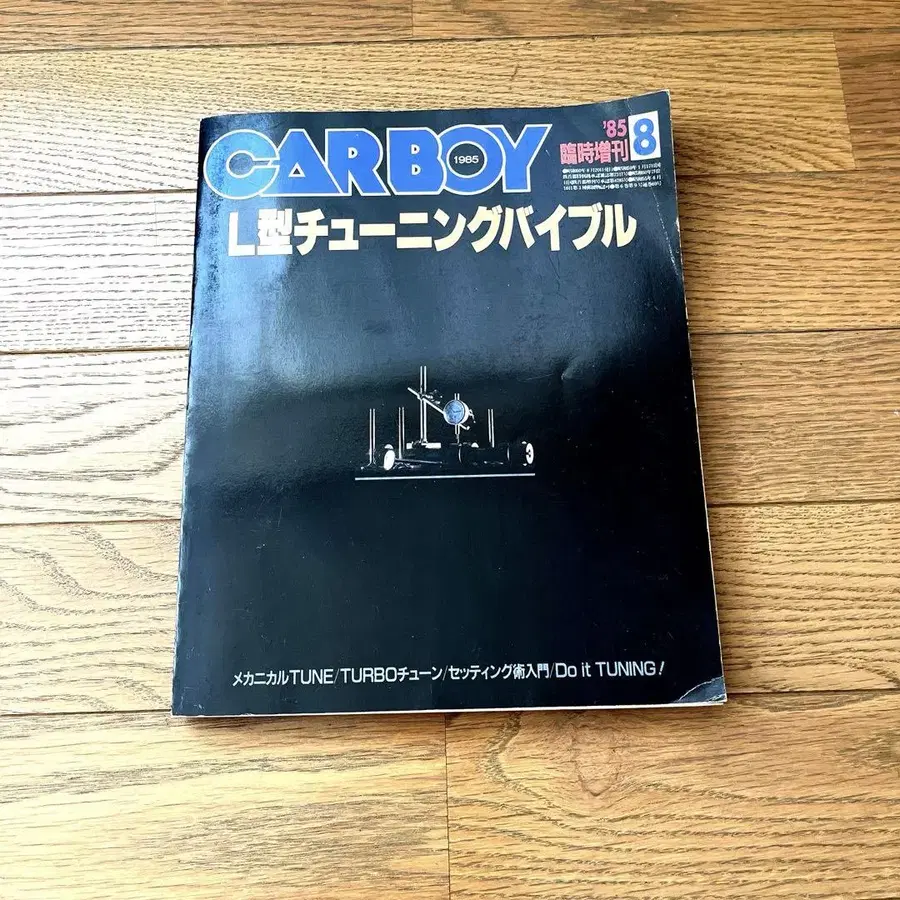 CARBOY
1985
'85
臨時増刊
8
L型チューニングバイブル
メカニカルTUNE/TURBOチューン/セッティング術入門/Do it TUNING!